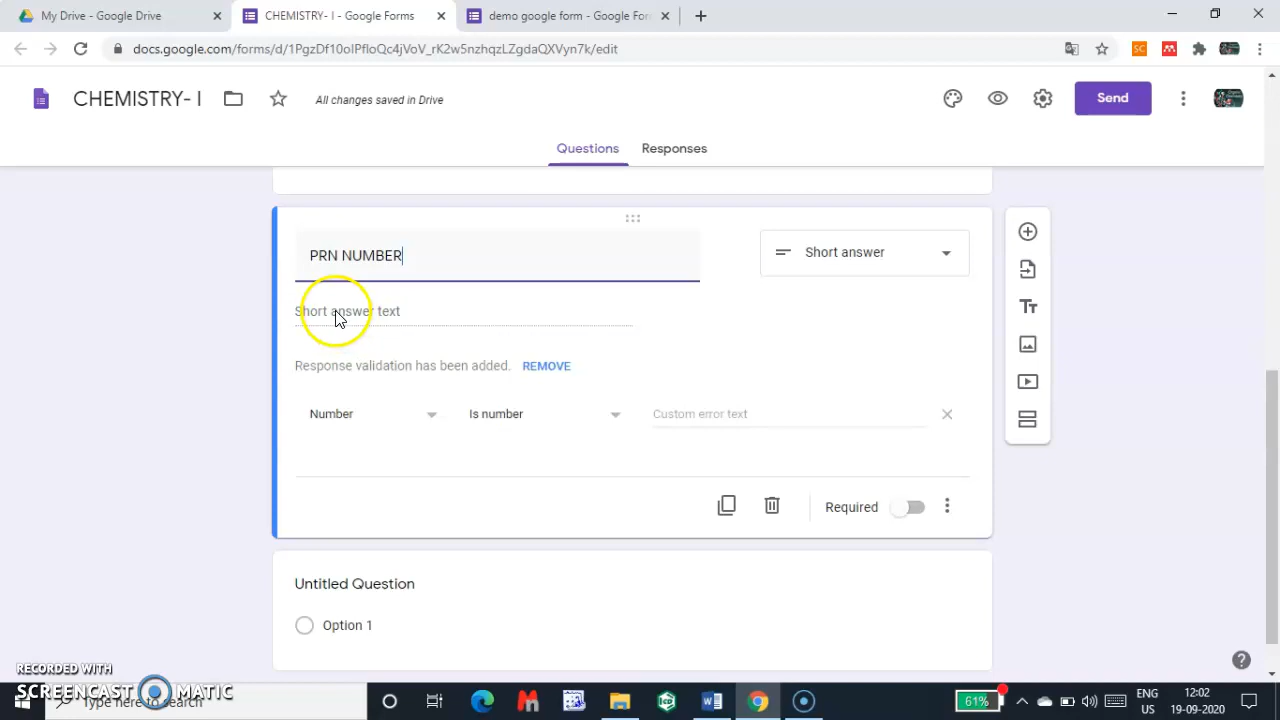 My Drive - Google Drive
CHEMISTRY- I - Google Forms
demo google form - Google For
docs.google.com/forms/d/1PgzDf10oIPfIoQc4jVoV_rK2w5nzhqzLZgdaQXVyn7k/edit
SC
CHEMISTRY- I
All changes saved in Drive
Send
Questions
Responses
PRN NUMBER
Short answer
Short answer text
Response validation has been added. REMOVE
Number
Is number
Custom error text
Required
Untitled Question
Option 1
RECORDED WITH
SCREENCAST MATIC
Type here to search
61%
ENG
US
12:02
19-09-2020